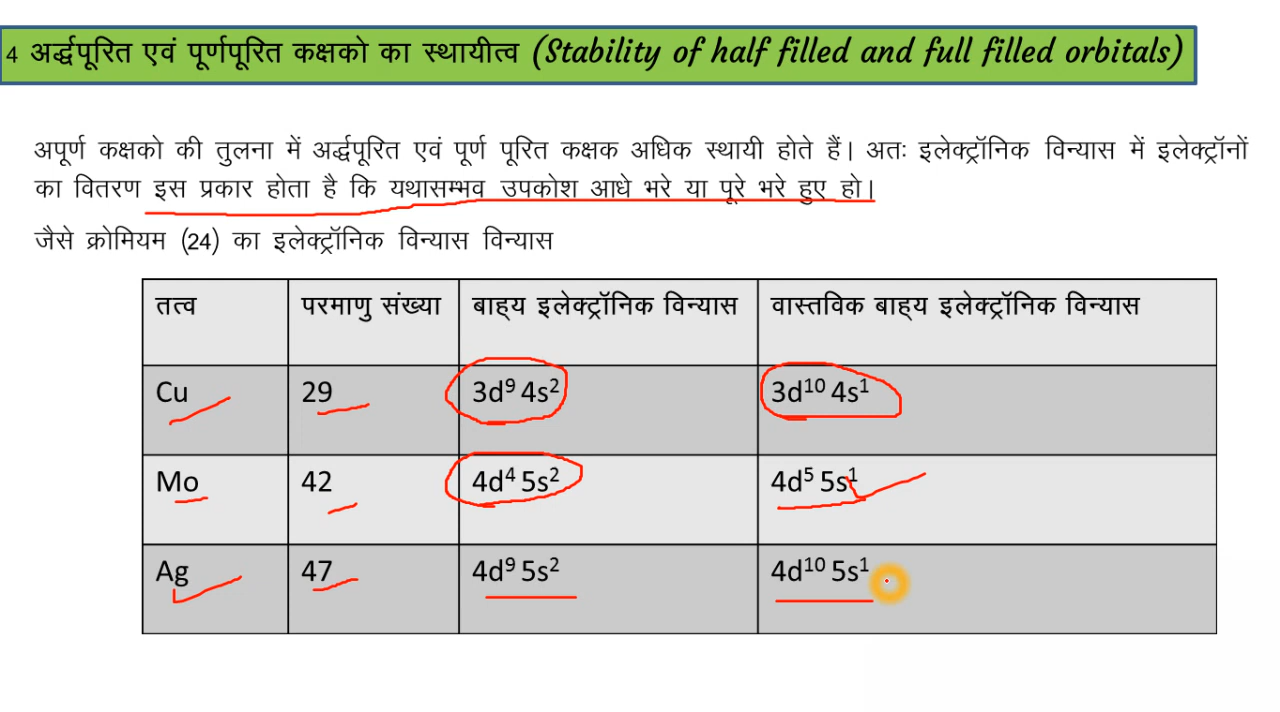 4 अर्द्धपूरित एवं पूर्णपूरित कक्षको का स्थायीत्व (Stability of half filled and full filled orbitals)
अपूर्ण कक्षको की तुलना में अर्द्धपूरित एवं पूर्ण पूरित कक्षक अधिक स्थायी होते हैं। अतः इलेक्ट्रॉनिक विन्यास में इलेक्ट्रॉनों
का वितरण इस प्रकार होता है कि यथासम्भव उपकोश आधे भरे या पूरे भरे हुए हो।
जैसे क्रोमियम (24) का इलेक्ट्रॉनिक विन्यास विन्यास
तत्व परमाणु संख्या बाह्य इलेक्ट्रॉनिक विन्यास वास्तविक बाह्य इलेक्ट्रॉनिक विन्यास
Cu 29 3d⁹ 4s² 3d¹⁰ 4s¹
Mo 42 4d⁴ 5s² 4d⁵ 5s¹
Ag 47 4d⁹ 5s² 4d¹⁰ 5s¹